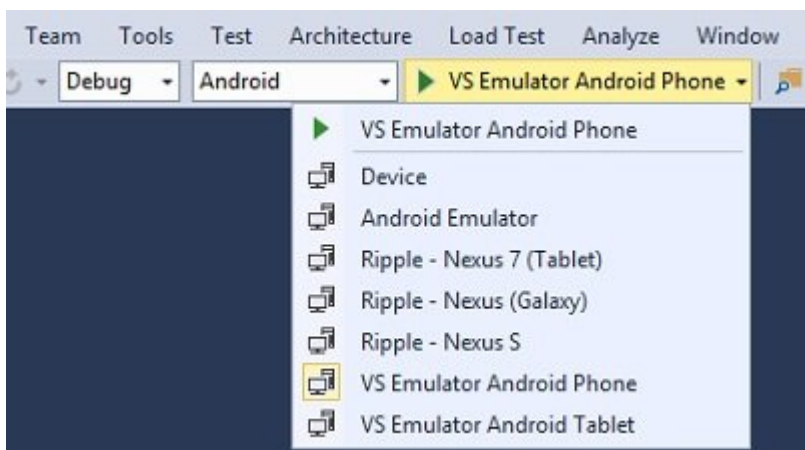 Team Tools Test Architecture Load Test Analyze Window
Debug Android VS Emulator Android Phone
VS Emulator Android Phone
Device
Android Emulator
Ripple - Nexus 7 (Tablet)
Ripple - Nexus (Galaxy)
Ripple - Nexus S
VS Emulator Android Phone
VS Emulator Android Tablet